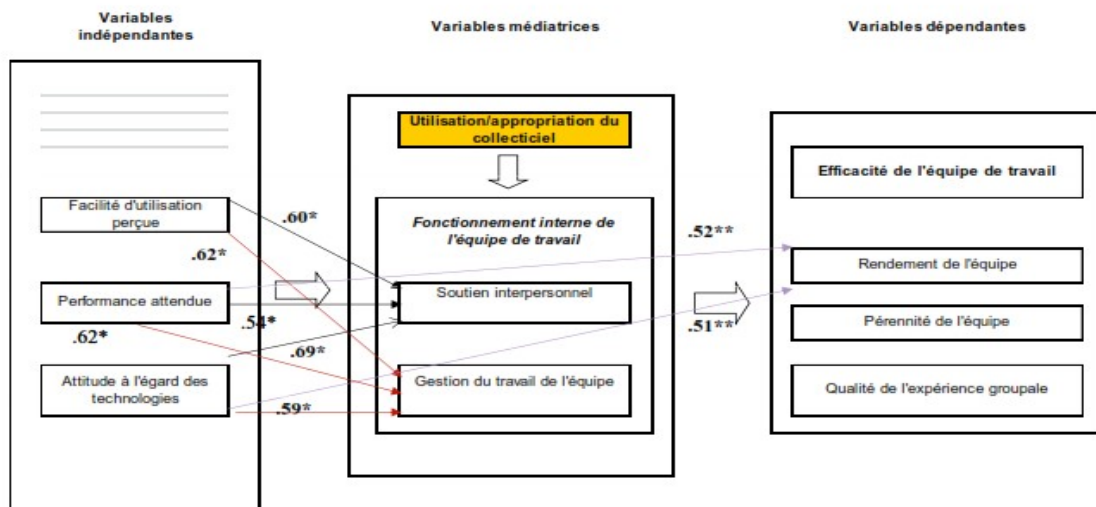 Variables
indépendantes
Variables médiatrices
Variables dépendantes
Utilisation/appropriation du
collecticiel
Efficacité de l'équipe de travail
Facilité d'utilisation
perçue
.60*
Fonctionnement interne de
l'équipe de travail
.52**
.62*
Rendement de l'équipe
Performance attendue
Soutien interpersonnel
.54*
.62*
.51**
Pérennité de l'équipe
.69*
Attitude à l'égard des
technologies
Gestion du travail de l'équipe
Qualité de l'expérience groupale
.59*